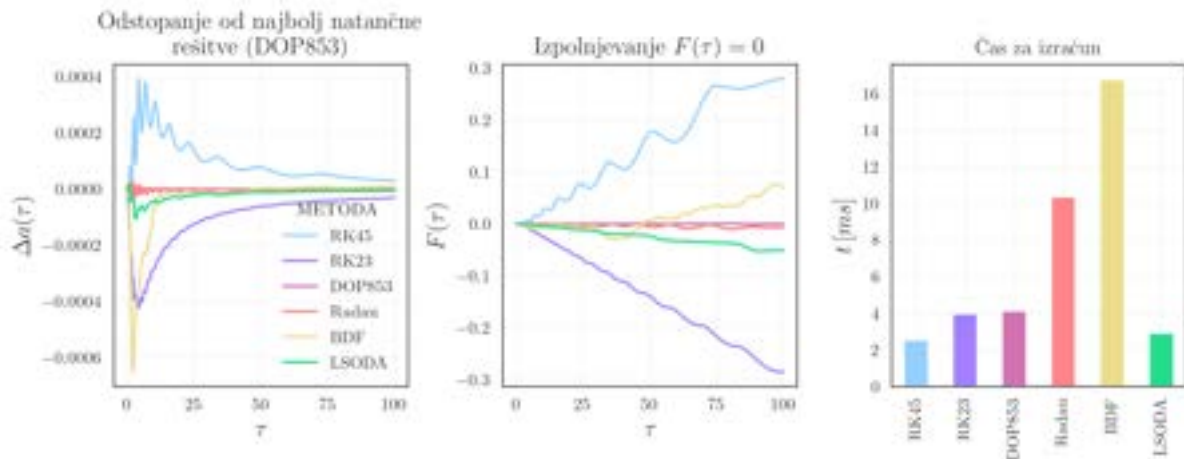 Odstopanje od najbolj natančne
rešitve (DOP853)
0.0004
0.0002
0.0000
−0.0002
−0.0004
−0.0006
Δa(τ)
0
25
50
75
100
τ
METODA
RK45
RK23
DOP853
Radau
BDF
LSODA
Izpolnjevanje F(τ) = 0
0.3
0.2
0.1
0.0
−0.1
−0.2
−0.3
F(τ)
0
25
50
75
100
τ
Čas za izračun
16
14
12
10
8
6
4
2
0
t [ms]
RK45
RK23
DOP853
Radau
BDF
LSODA